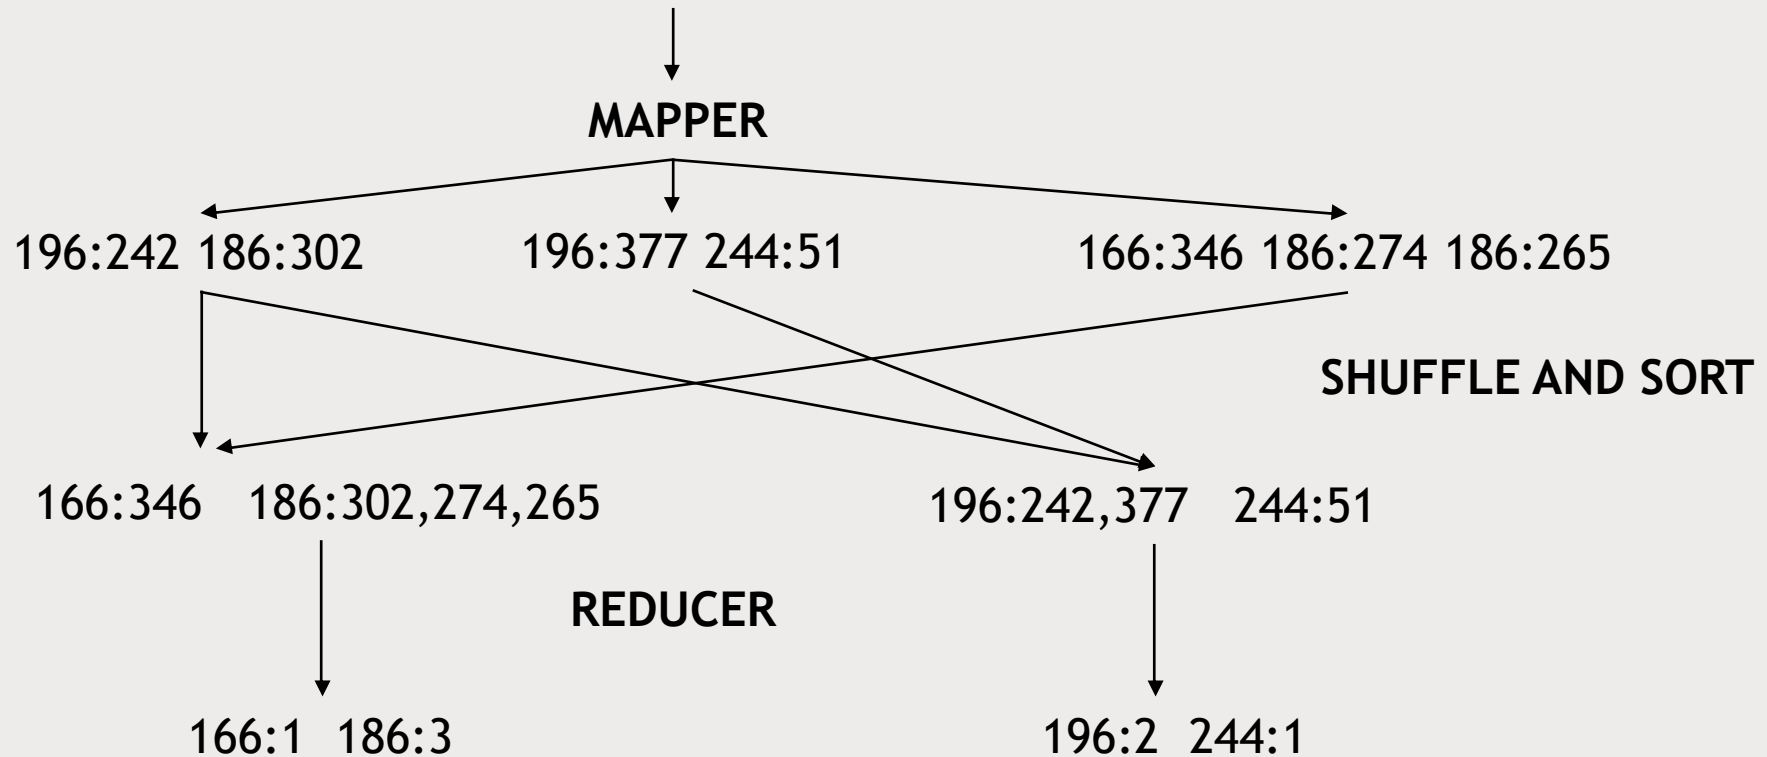 MAPPER
196:242 186:302 196:377 244:51 166:346 186:274 186:265
SHUFFLE AND SORT
166:346 186:302,274,265 196:242,377 244:51
REDUCER
166:1 186:3 196:2 244:1